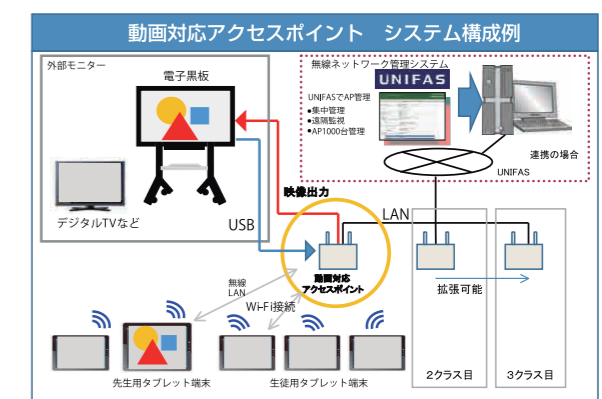 動画対応アクセスポイント　システム構成例
外部モニター
電子黒板
デジタルTVなど
USB
無線ネットワーク管理システム
UNIFAS
UNIFASでAP管理
●集中管理
●遠隔監視
●AP1000台管理
連携の場合
UNIFAS
映像出力
LAN
動画対応
アクセスポイント
拡張可能
無線
LAN
Wi-Fi接続
先生用タブレット端末
生徒用タブレット端末
2クラス目
3クラス目